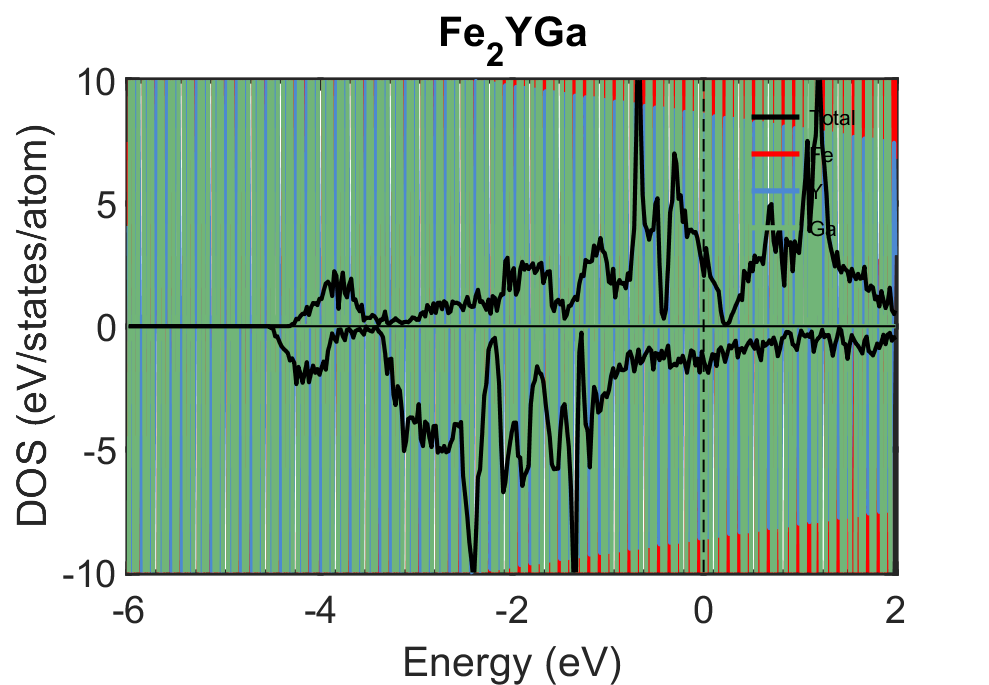 Fe2YGa
10
5
0
-5
-10
DOS (eV/states/atom)
Total
Fe
Y
Ga
-6 -4 -2 0 2
Energy (eV)